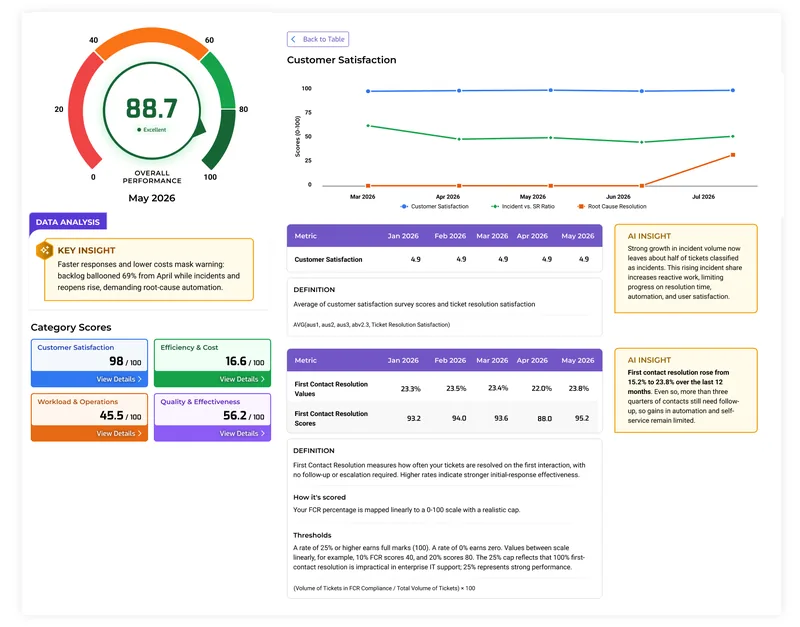 40
60
20
80
0
100
88.7
Excellent
OVERALL
PERFORMANCE
May 2026
DATA ANALYSIS
KEY INSIGHT
Faster responses and lower costs mask warning:
backlog ballooned 69% from April while incidents and
reopens rise, demanding root-cause automation.
Category Scores
Customer Satisfaction
98 / 100
View Details
Efficiency & Cost
16.6 / 100
View Details
Workload & Operations
45.5 / 100
View Details
Quality & Effectiveness
56.2 / 100
View Details
Back to Table
Customer Satisfaction
Scores (0-100)
100
75
50
25
0
Mar 2026 Apr 2026 May 2026 Jun 2026 Jul 2026
Customer Satisfaction Incident vs. SR Ratio Root Cause Resolution
Metric Jan 2026 Feb 2026 Mar 2026 Apr 2026 May 2026
Customer Satisfaction 4.9 4.9 4.9 4.9 4.9
DEFINITION
Average of customer satisfaction survey scores and ticket resolution satisfaction
AVG(aus1, aus2, aus3, abv2.3, Ticket Resolution Satisfaction)
AI INSIGHT
Strong growth in incident volume now
leaves about half of tickets classified
as incidents. This rising incident share
increases reactive work, limiting
progress on resolution time,
automation, and user satisfaction.
Metric Jan 2026 Feb 2026 Mar 2026 Apr 2026 May 2026
First Contact Resolution
Values
23.3% 23.5% 23.4% 22.0% 23.8%
First Contact Resolution
Scores
93.2 94.0 93.6 88.0 95.2
DEFINITION
First Contact Resolution measures how often your tickets are resolved on the first interaction, with
no follow-up or escalation required. Higher rates indicate stronger initial-response effectiveness.
How it's scored
Your FCR percentage is mapped linearly to a 0-100 scale with a realistic cap.
Thresholds
A rate of 25% or higher earns full marks (100). A rate of 0% earns zero. Values between scale
linearly, for example, 10% FCR scores 40, and 20% scores 80. The 25% cap reflects that 100% first-
contact resolution is impractical in enterprise IT support; 25% represents strong performance.
(Volume of Tickets in FCR Compliance / Total Volume of Tickets) × 100
AI INSIGHT
First contact resolution rose from
15.2% to 23.8% over the last 12
months. Even so, more than three
quarters of contacts still need follow-
up, so gains in automation and self-
service remain limited.